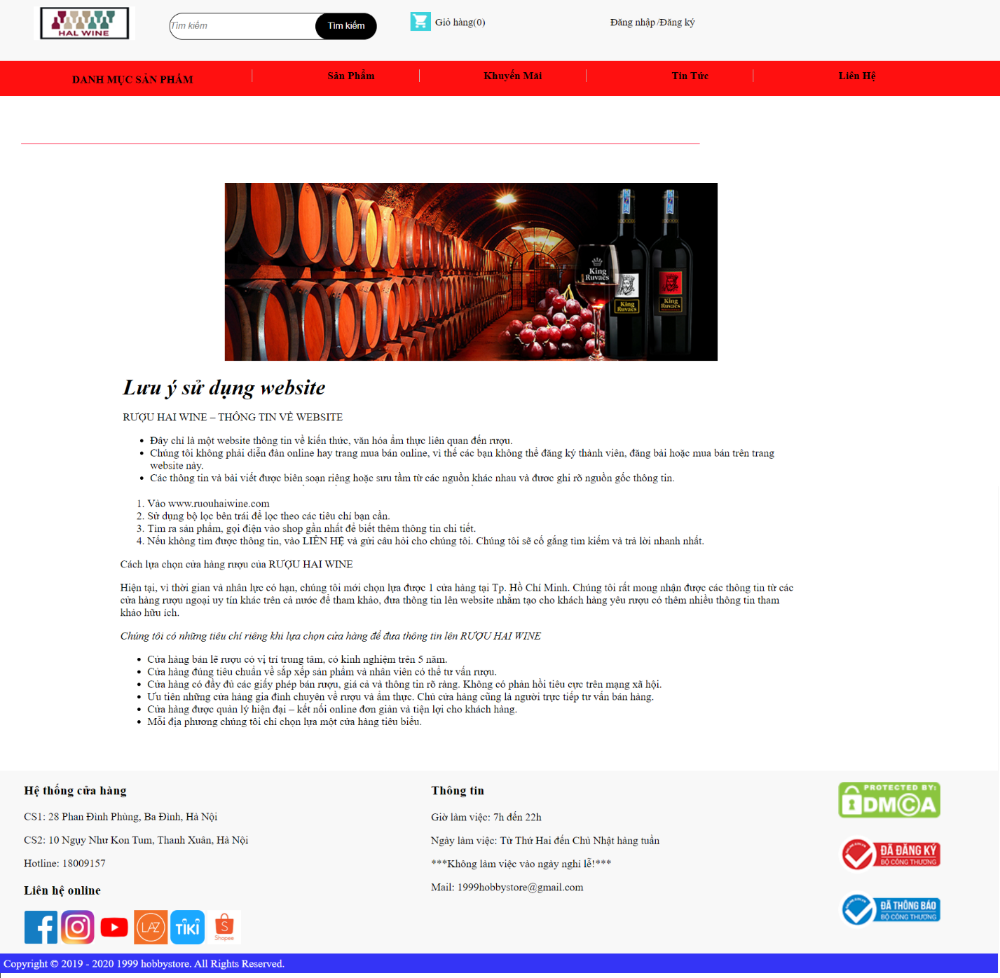 HAL WINE
Tìm kiếm
Tìm kiếm
Giỏ hàng(0)
Đăng nhập /Đăng ký
DANH MỤC SẢN PHẨM
Sản Phẩm
Khuyến Mãi
Tin Tức
Liên Hệ
King
Ruvacs
King
Ruvacs
King
Ruvacs
Lưu ý sử dụng website
RƯỢU HAI WINE – THÔNG TIN VỀ WEBSITE
• Đây chỉ là một website thông tin về kiến thức, văn hóa ẩm thực liên quan đến rượu.
• Chúng tôi không phải diễn đàn online hay trang mua bán online, vì thế các bạn không thể đăng ký thành viên, đăng bài hoặc mua bán trên trang
website này.
• Các thông tin và bài viết được biên soạn riêng hoặc sưu tầm từ các nguồn khác nhau và được ghi rõ nguồn gốc thông tin.
1. Vào www.ruouhaiwine.com
2. Sử dụng bộ lọc bên trái để lọc theo các tiêu chí bạn cần.
3. Tìm ra sản phẩm, gọi điện vào shop gần nhất để biết thêm thông tin chi tiết.
4. Nếu không tìm được thông tin, vào LIÊN HỆ và gửi câu hỏi cho chúng tôi. Chúng tôi sẽ cố gắng tìm kiếm và trả lời nhanh nhất.
Cách lựa chọn cửa hàng rượu của RƯỢU HAI WINE
Hiện tại, vì thời gian và nhân lực có hạn, chúng tôi mới chọn lựa được 1 cửa hàng tại Tp. Hồ Chí Minh. Chúng tôi rất mong nhận được các thông tin từ các
cửa hàng rượu ngoại uy tín khác trên cả nước để tham khảo, đưa thông tin lên website nhằm tạo cho khách hàng yêu rượu có thêm nhiều thông tin tham
khảo hữu ích.
Chúng tôi có những tiêu chí riêng khi lựa chọn cửa hàng để đưa thông tin lên RƯỢU HAI WINE
• Cửa hàng bán lẽ rượu có vị trí trung tâm, có kinh nghiệm trên 5 năm.
• Cửa hàng đúng tiêu chuẩn về sắp xếp sản phẩm và nhân viên có thể tư vấn rượu.
• Cửa hàng có đầy đủ các giấy phép bán rượu, giá cả và thông tin rõ ràng. Không có phản hồi tiêu cực trên mạng xã hội.
• Ưu tiên những cửa hàng gia đình chuyên về rượu và ẩm thực. Chủ cửa hàng cũng là người trực tiếp tư vấn bán hàng.
• Cửa hàng được quản lý hiện đại – kết nối online đơn giản và tiện lợi cho khách hàng.
• Mỗi địa phương chúng tôi chỉ chọn lựa một cửa hàng tiêu biểu.
Hệ thống cửa hàng
CS1: 28 Phan Đình Phùng, Ba Đình, Hà Nội
CS2: 10 Ngụy Như Kon Tum, Thanh Xuân, Hà Nội
Hotline: 18009157
Liên hệ online
LAZ
TIKI
S
Shopee
Thông tin
Giờ làm việc: 7h đến 22h
Ngày làm việc: Từ Thứ Hai đến Chủ Nhật hàng tuần
***Không làm việc vào ngày nghỉ lễ!***
Mail: 1999hobbystore@gmail.com
PROTECTED BY:
DMCA
ĐÃ ĐĂNG KÝ
BỘ CÔNG THƯƠNG
ĐÃ THÔNG BÁO
BỘ CÔNG THƯƠNG
Copyright © 2019 - 2020 1999 hobbystore. All Rights Reserved.